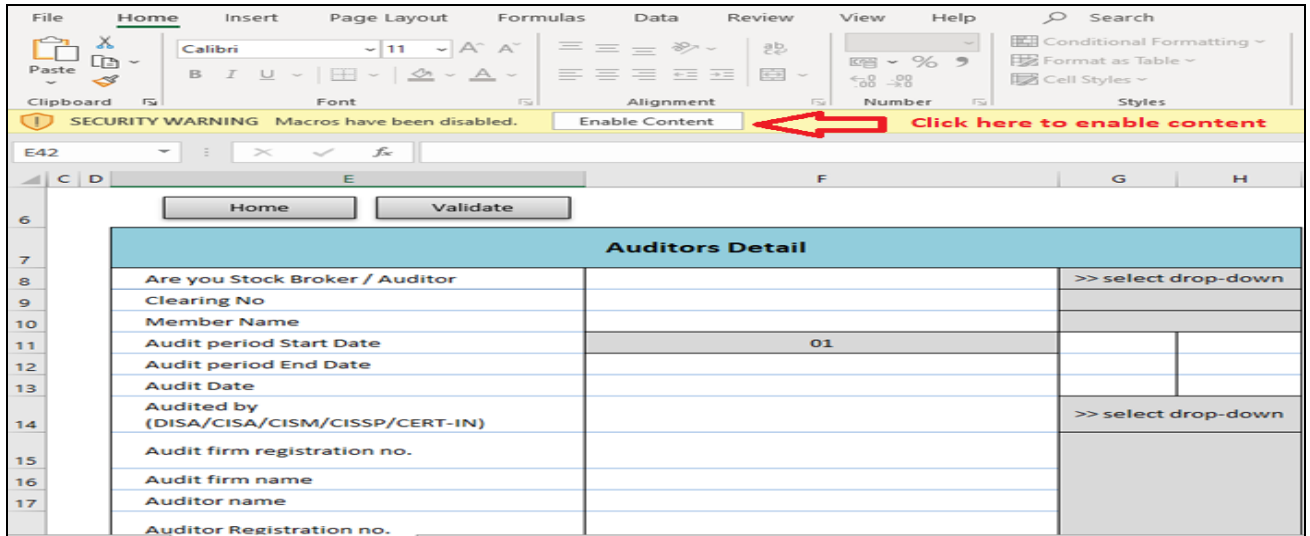 File Home Insert Page Layout Formulas Data Review View Help Search
Calibri 11 A^ A˅ ab
Paste B I U A % 9 Conditional Formatting
Format as Table
Cell Styles
Clipboard Font Alignment Number Styles
SECURITY WARNING Macros have been disabled. Enable Content Click here to enable content
E42 fx
C D E F G H
Home Validate
6
7 Auditors Detail
8 Are you Stock Broker / Auditor >> select drop-down
9 Clearing No
10 Member Name
11 Audit period Start Date 01
12 Audit period End Date
13 Audit Date
Audited by
14 (DISA/CISA/CISM/CISSP/CERT-IN) >> select drop-down
15 Audit firm registration no.
16 Audit firm name
17 Auditor name
Auditor Registration no.